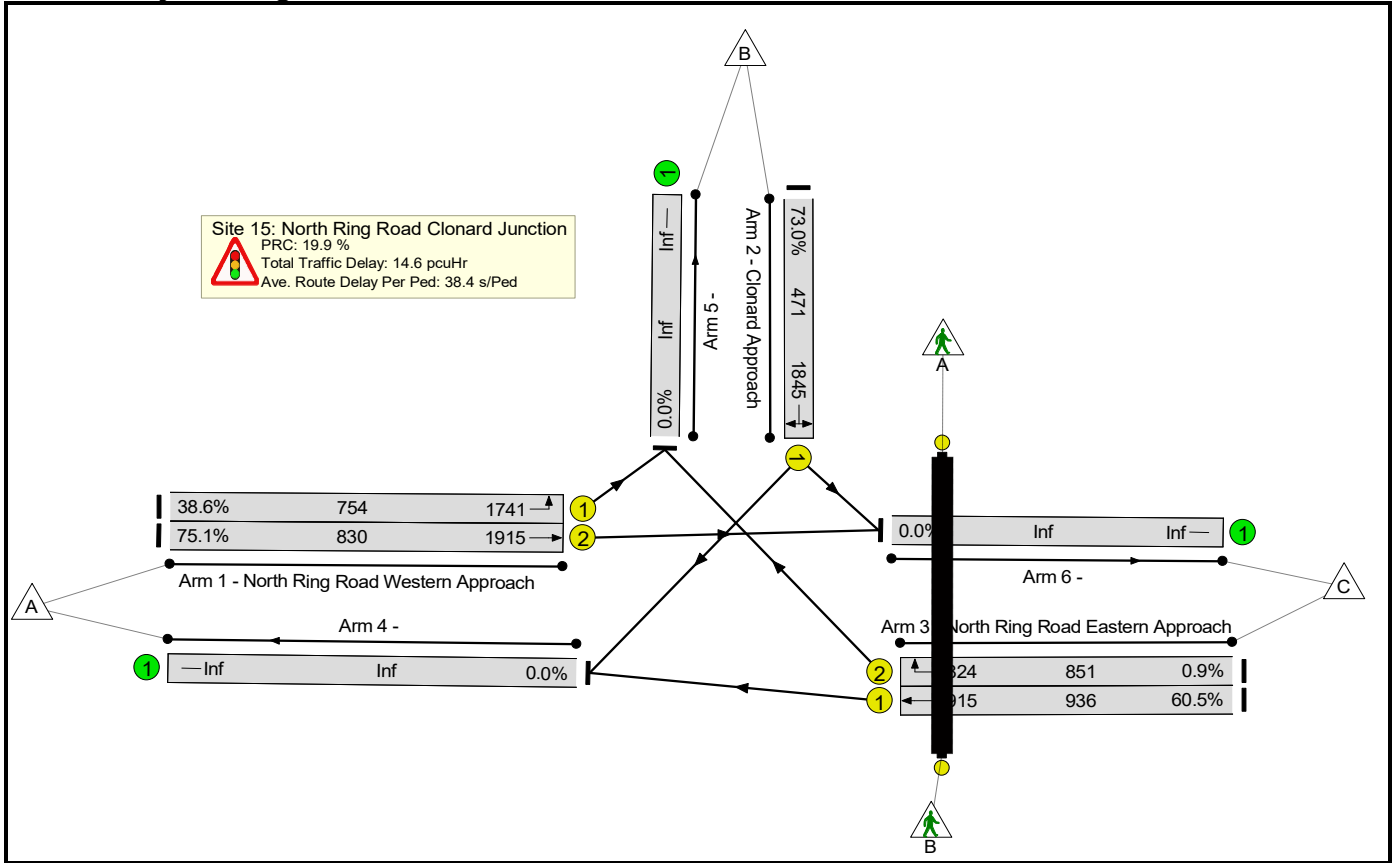 B
Site 15: North Ring Road Clonard Junction
PRC: 19.9 %
Total Traffic Delay: 14.6 pcuHr
Ave. Route Delay Per Ped: 38.4 s/Ped
1
0.0% Inf Inf
Arm 5 -
Arm 2 - Clonard Approach
73.0% 471 1845
1
A
38.6% 754 1741 1
75.1% 830 1915 2
Arm 1 - North Ring Road Western Approach
A
0.0% Inf Inf 1
Arm 6 -
C
Arm 4 -
1 Inf Inf 0.0%
Arm 3 North Ring Road Eastern Approach
2 824 851 0.9%
1 915 936 60.5%
B